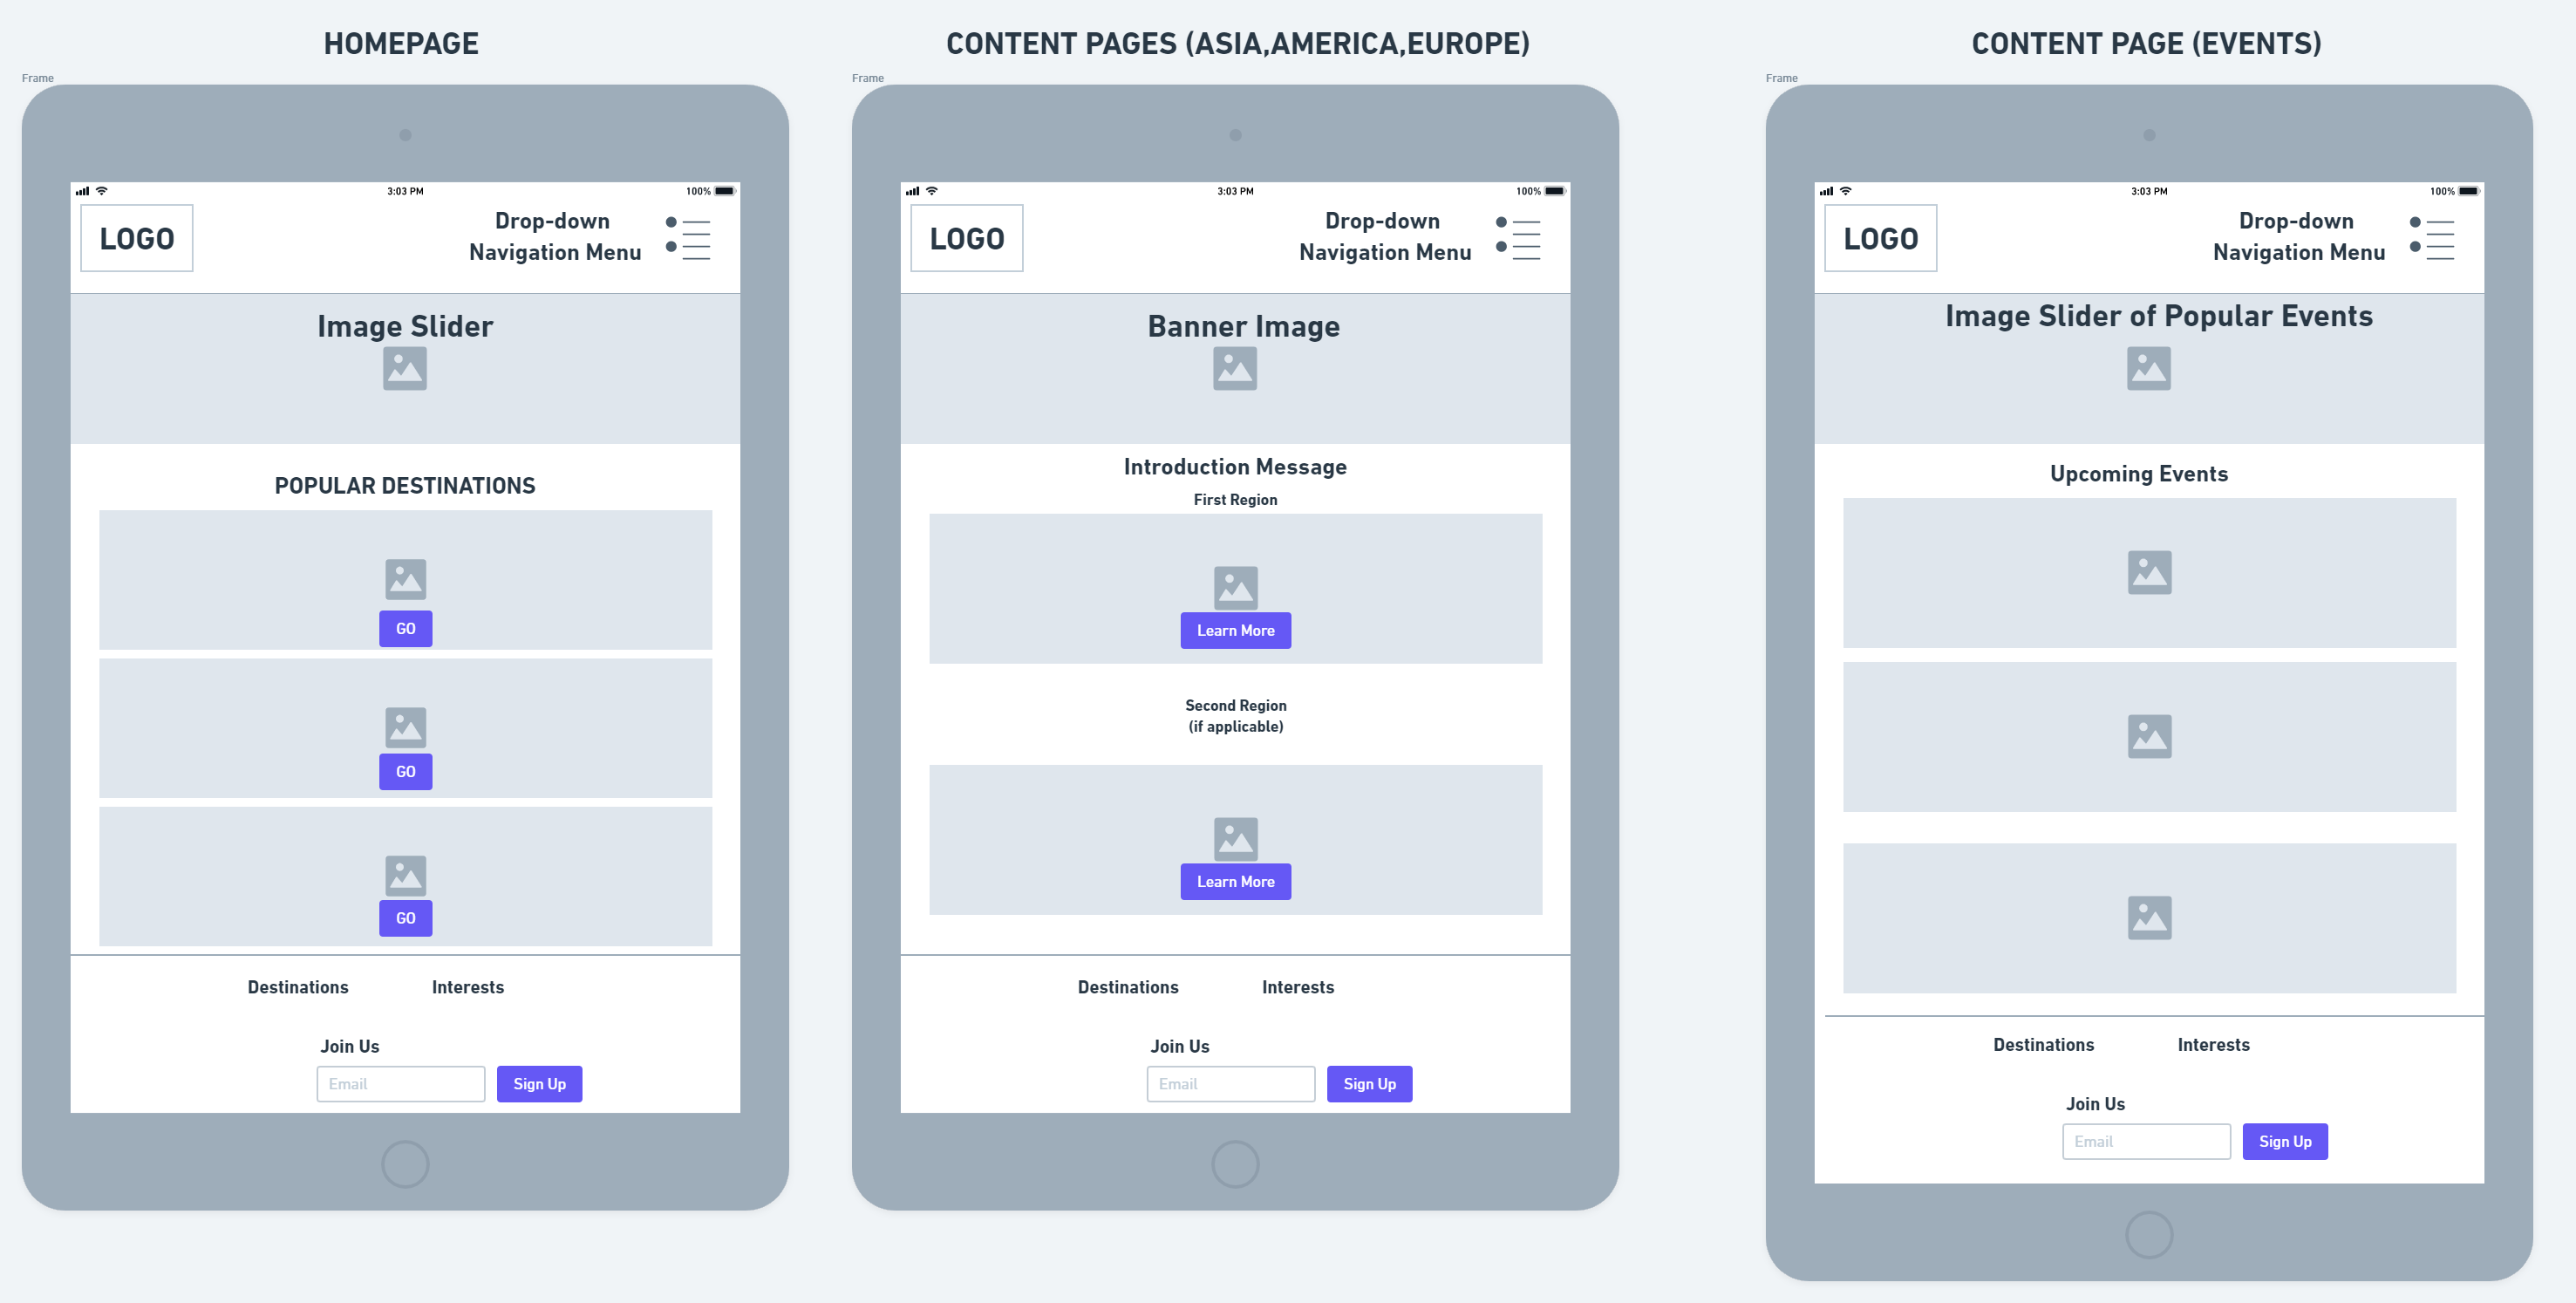 HOMEPAGE
Frame
3:03 PM
100%
LOGO
Drop-down
Navigation Menu
Image Slider
POPULAR DESTINATIONS
GO
GO
GO
Destinations
Interests
Join Us
Email
Sign Up
CONTENT PAGES (ASIA,AMERICA,EUROPE)
Frame
3:03 PM
100%
LOGO
Drop-down
Navigation Menu
Banner Image
Introduction Message
First Region
Learn More
Second Region
(if applicable)
Learn More
Destinations
Interests
Join Us
Email
Sign Up
CONTENT PAGE (EVENTS)
Frame
3:03 PM
100%
LOGO
Drop-down
Navigation Menu
Image Slider of Popular Events
Upcoming Events
Destinations
Interests
Join Us
Email
Sign Up